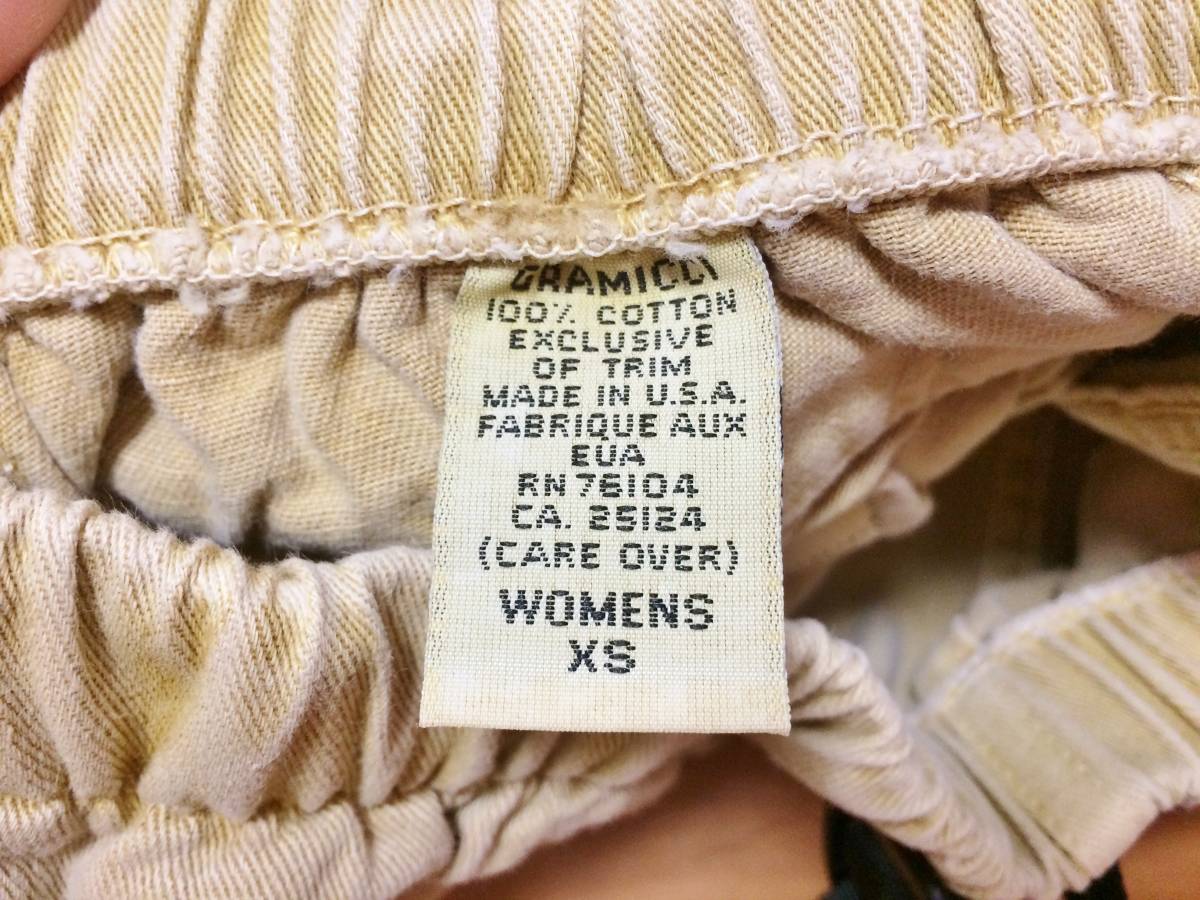 GRAMICCI
100% COTTON
EXCLUSIVE
OF TRIM
MADE IN U.S.A.
FABRIQUE AUX
EUA
RN 76104
CA. 25124
(CARE OVER)
WOMENS
XS